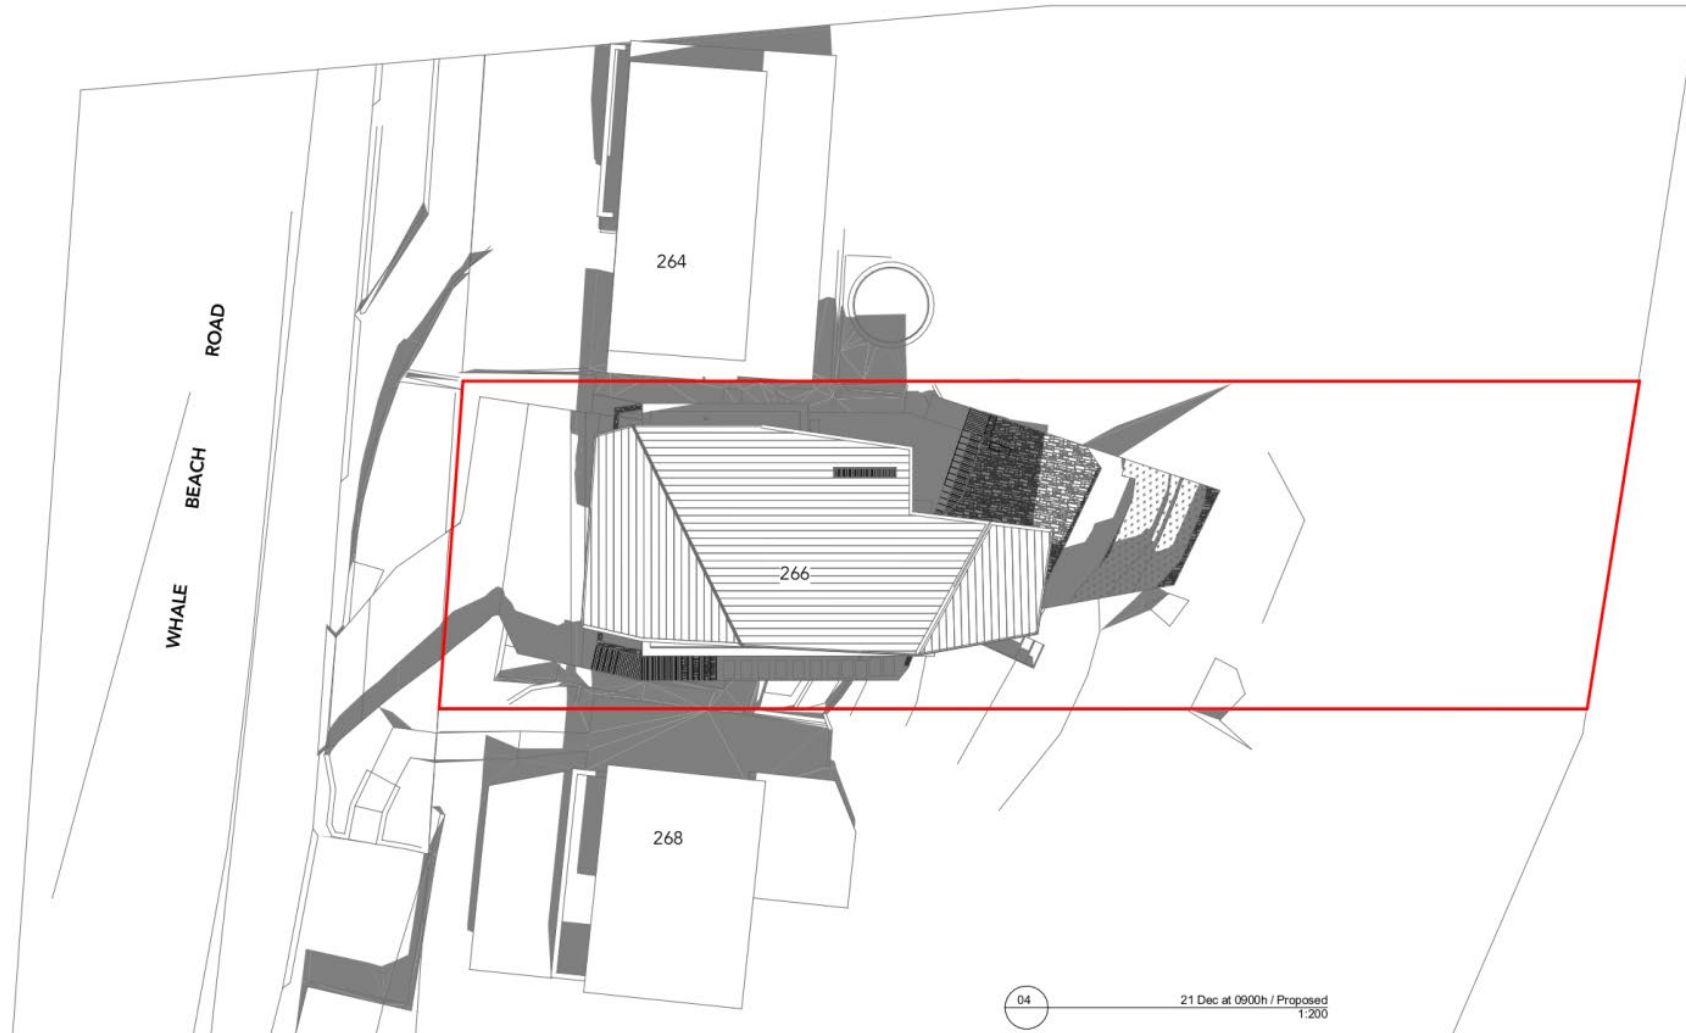 264
ROAD
BEACH
WHALE
266
268
04
21 Dec at 0900h / Proposed
1:200